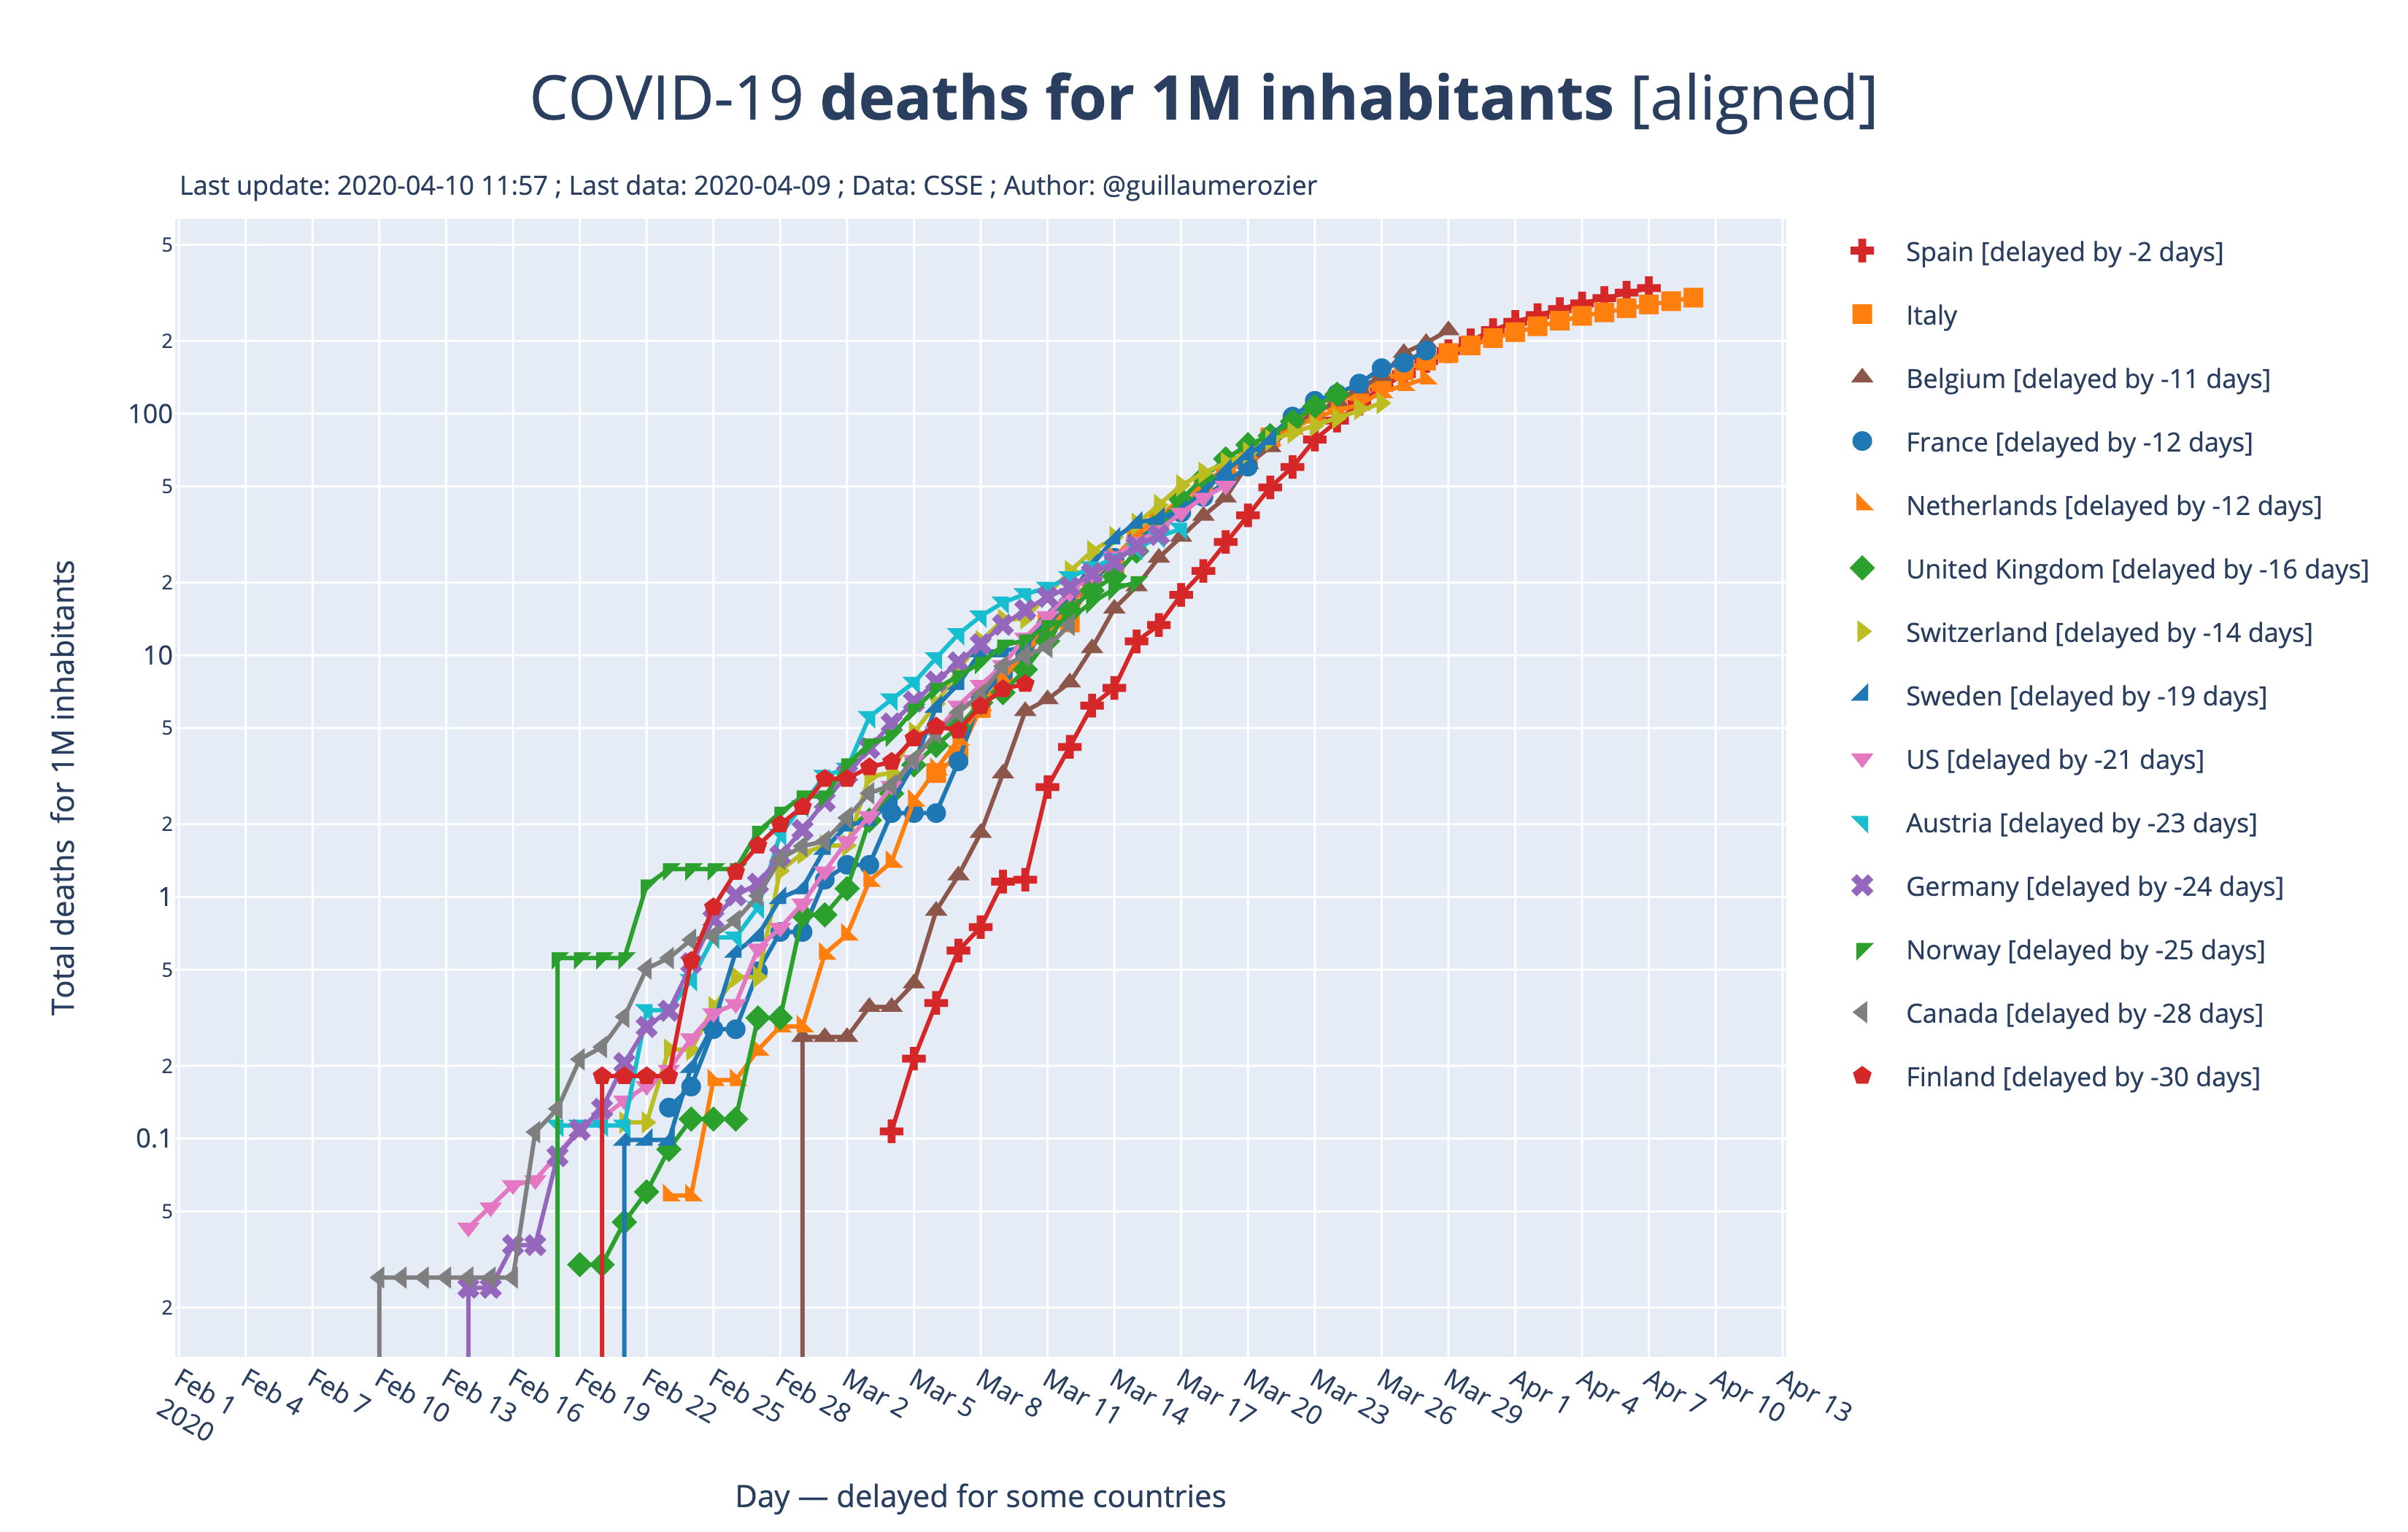 COVID-19 deaths for 1M inhabitants [aligned]
Last update: 2020-04-10 11:57 ; Last data: 2020-04-09 ; Data: CSSE ; Author: @guillaumerozier
Total deaths for 1M inhabitants
5
2
100
5
2
10
5
2
1
5
2
0.1
5
2
Feb 1
2020
Feb 4
Feb 7
Feb 10
Feb 13
Feb 16
Feb 19
Feb 22
Feb 25
Feb 28
Mar 2
Mar 5
Mar 8
Mar 11
Mar 14
Mar 17
Mar 20
Mar 23
Mar 26
Mar 29
Apr 1
Apr 4
Apr 7
Apr 10
Apr 13
Day — delayed for some countries
Spain [delayed by -2 days]
Italy
Belgium [delayed by -11 days]
France [delayed by -12 days]
Netherlands [delayed by -12 days]
United Kingdom [delayed by -16 days]
Switzerland [delayed by -14 days]
Sweden [delayed by -19 days]
US [delayed by -21 days]
Austria [delayed by -23 days]
Germany [delayed by -24 days]
Norway [delayed by -25 days]
Canada [delayed by -28 days]
Finland [delayed by -30 days]